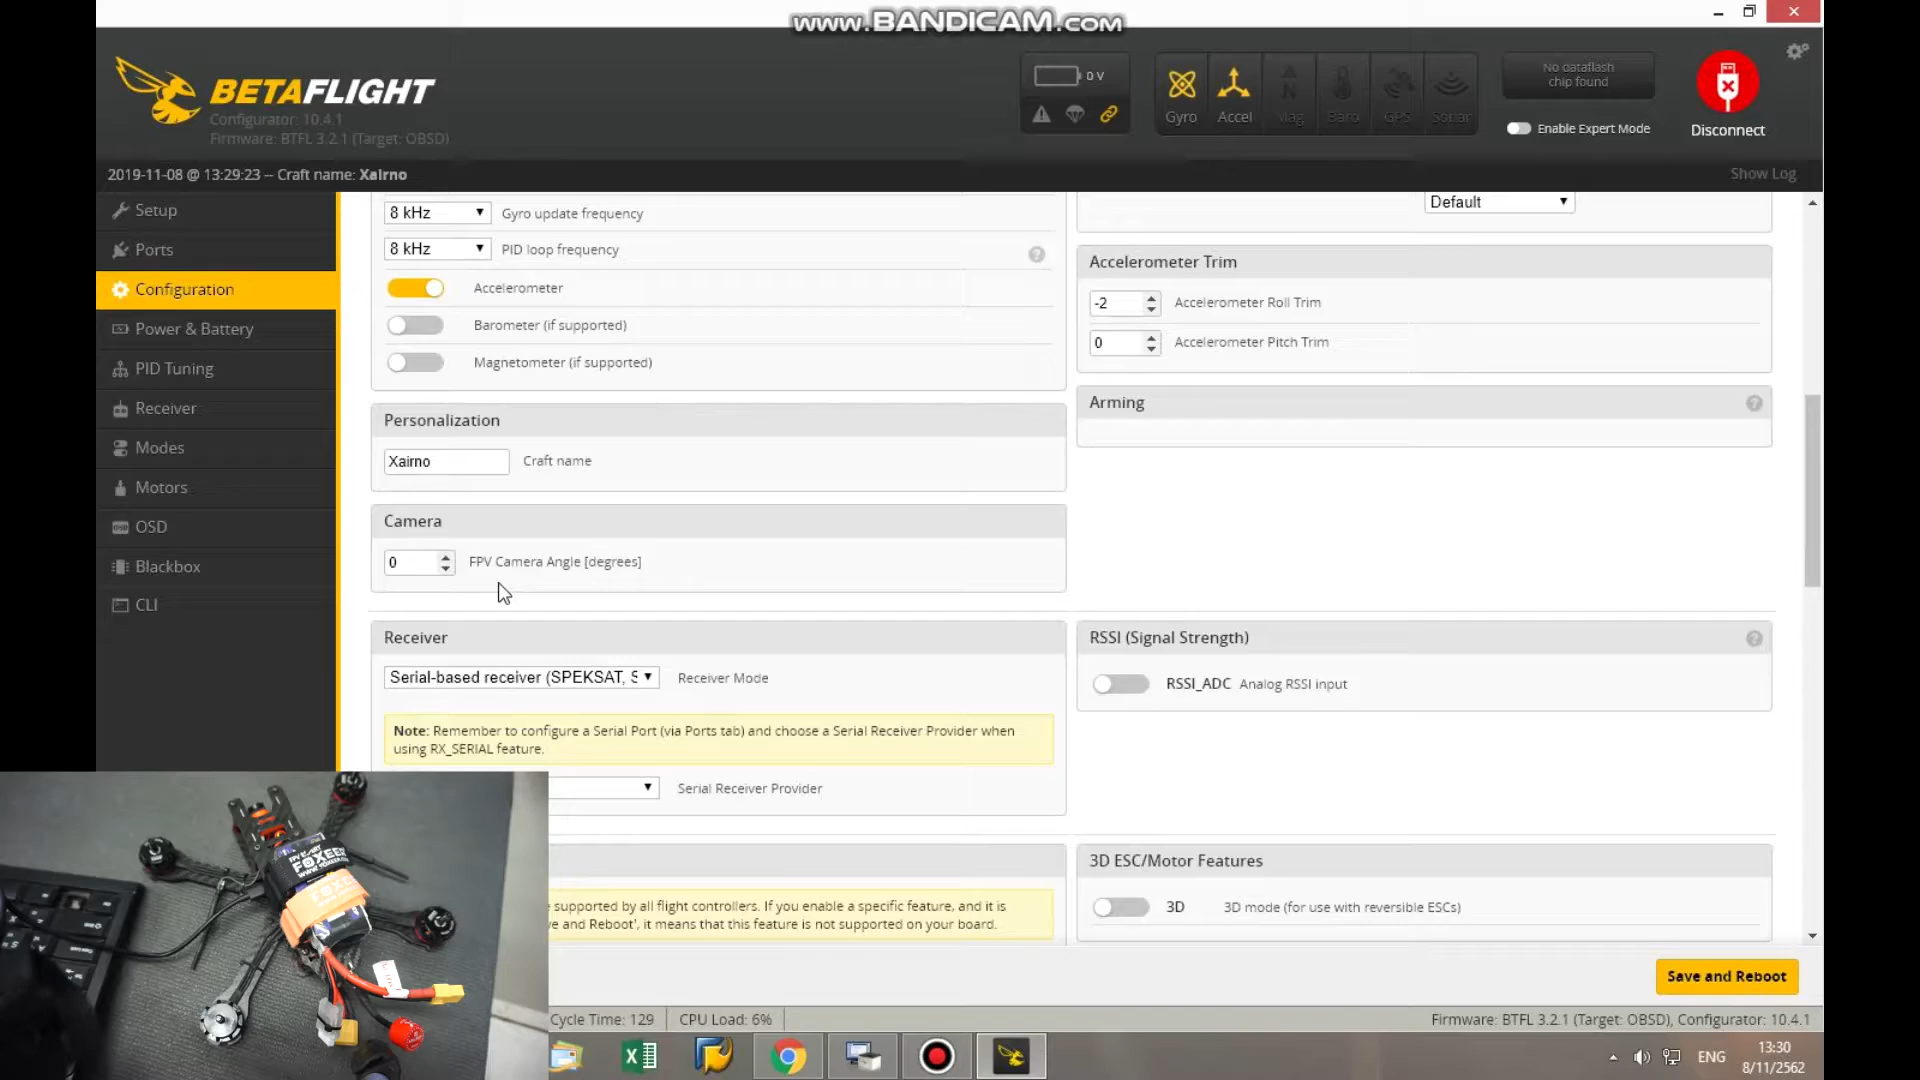 www.BANDICAM.com
BETAFLIGHT
Configurator: 10.4.1
Firmware: BTFL 3.2.1 (Target: OBSD)
0 V
Gyro
Accel
Mag
Baro
GPS
Sonar
No dataflash
chip found
Enable Expert Mode
Disconnect
2019-11-08 @ 13:29:23 -- Craft name: Xairno
Show Log
Setup
Ports
Configuration
Power & Battery
PID Tuning
Receiver
Modes
Motors
OSD
Blackbox
CLI
8 kHz Gyro update frequency
8 kHz PID loop frequency
Accelerometer
Barometer (if supported)
Magnetometer (if supported)
Personalization
Xairno Craft name
Camera
0 FPV Camera Angle [degrees]
Receiver
Serial-based receiver (SPEKSAT, S Receiver Mode
Note: Remember to configure a Serial Port (via Ports tab) and choose a Serial Receiver Provider when
using RX_SERIAL feature.
Serial Receiver Provider
supported by all flight controllers. If you enable a specific feature, and it is
ve and Reboot', it means that this feature is not supported on your board.
Default
Accelerometer Trim
-2 Accelerometer Roll Trim
0 Accelerometer Pitch Trim
Arming
RSSI (Signal Strength)
RSSI_ADC Analog RSSI input
3D ESC/Motor Features
3D 3D mode (for use with reversible ESCs)
Save and Reboot
FOXEER
Cycle Time: 129 CPU Load: 6%
Firmware: BTFL 3.2.1 (Target: OBSD), Configurator: 10.4.1
ENG
13:30
8/11/2562